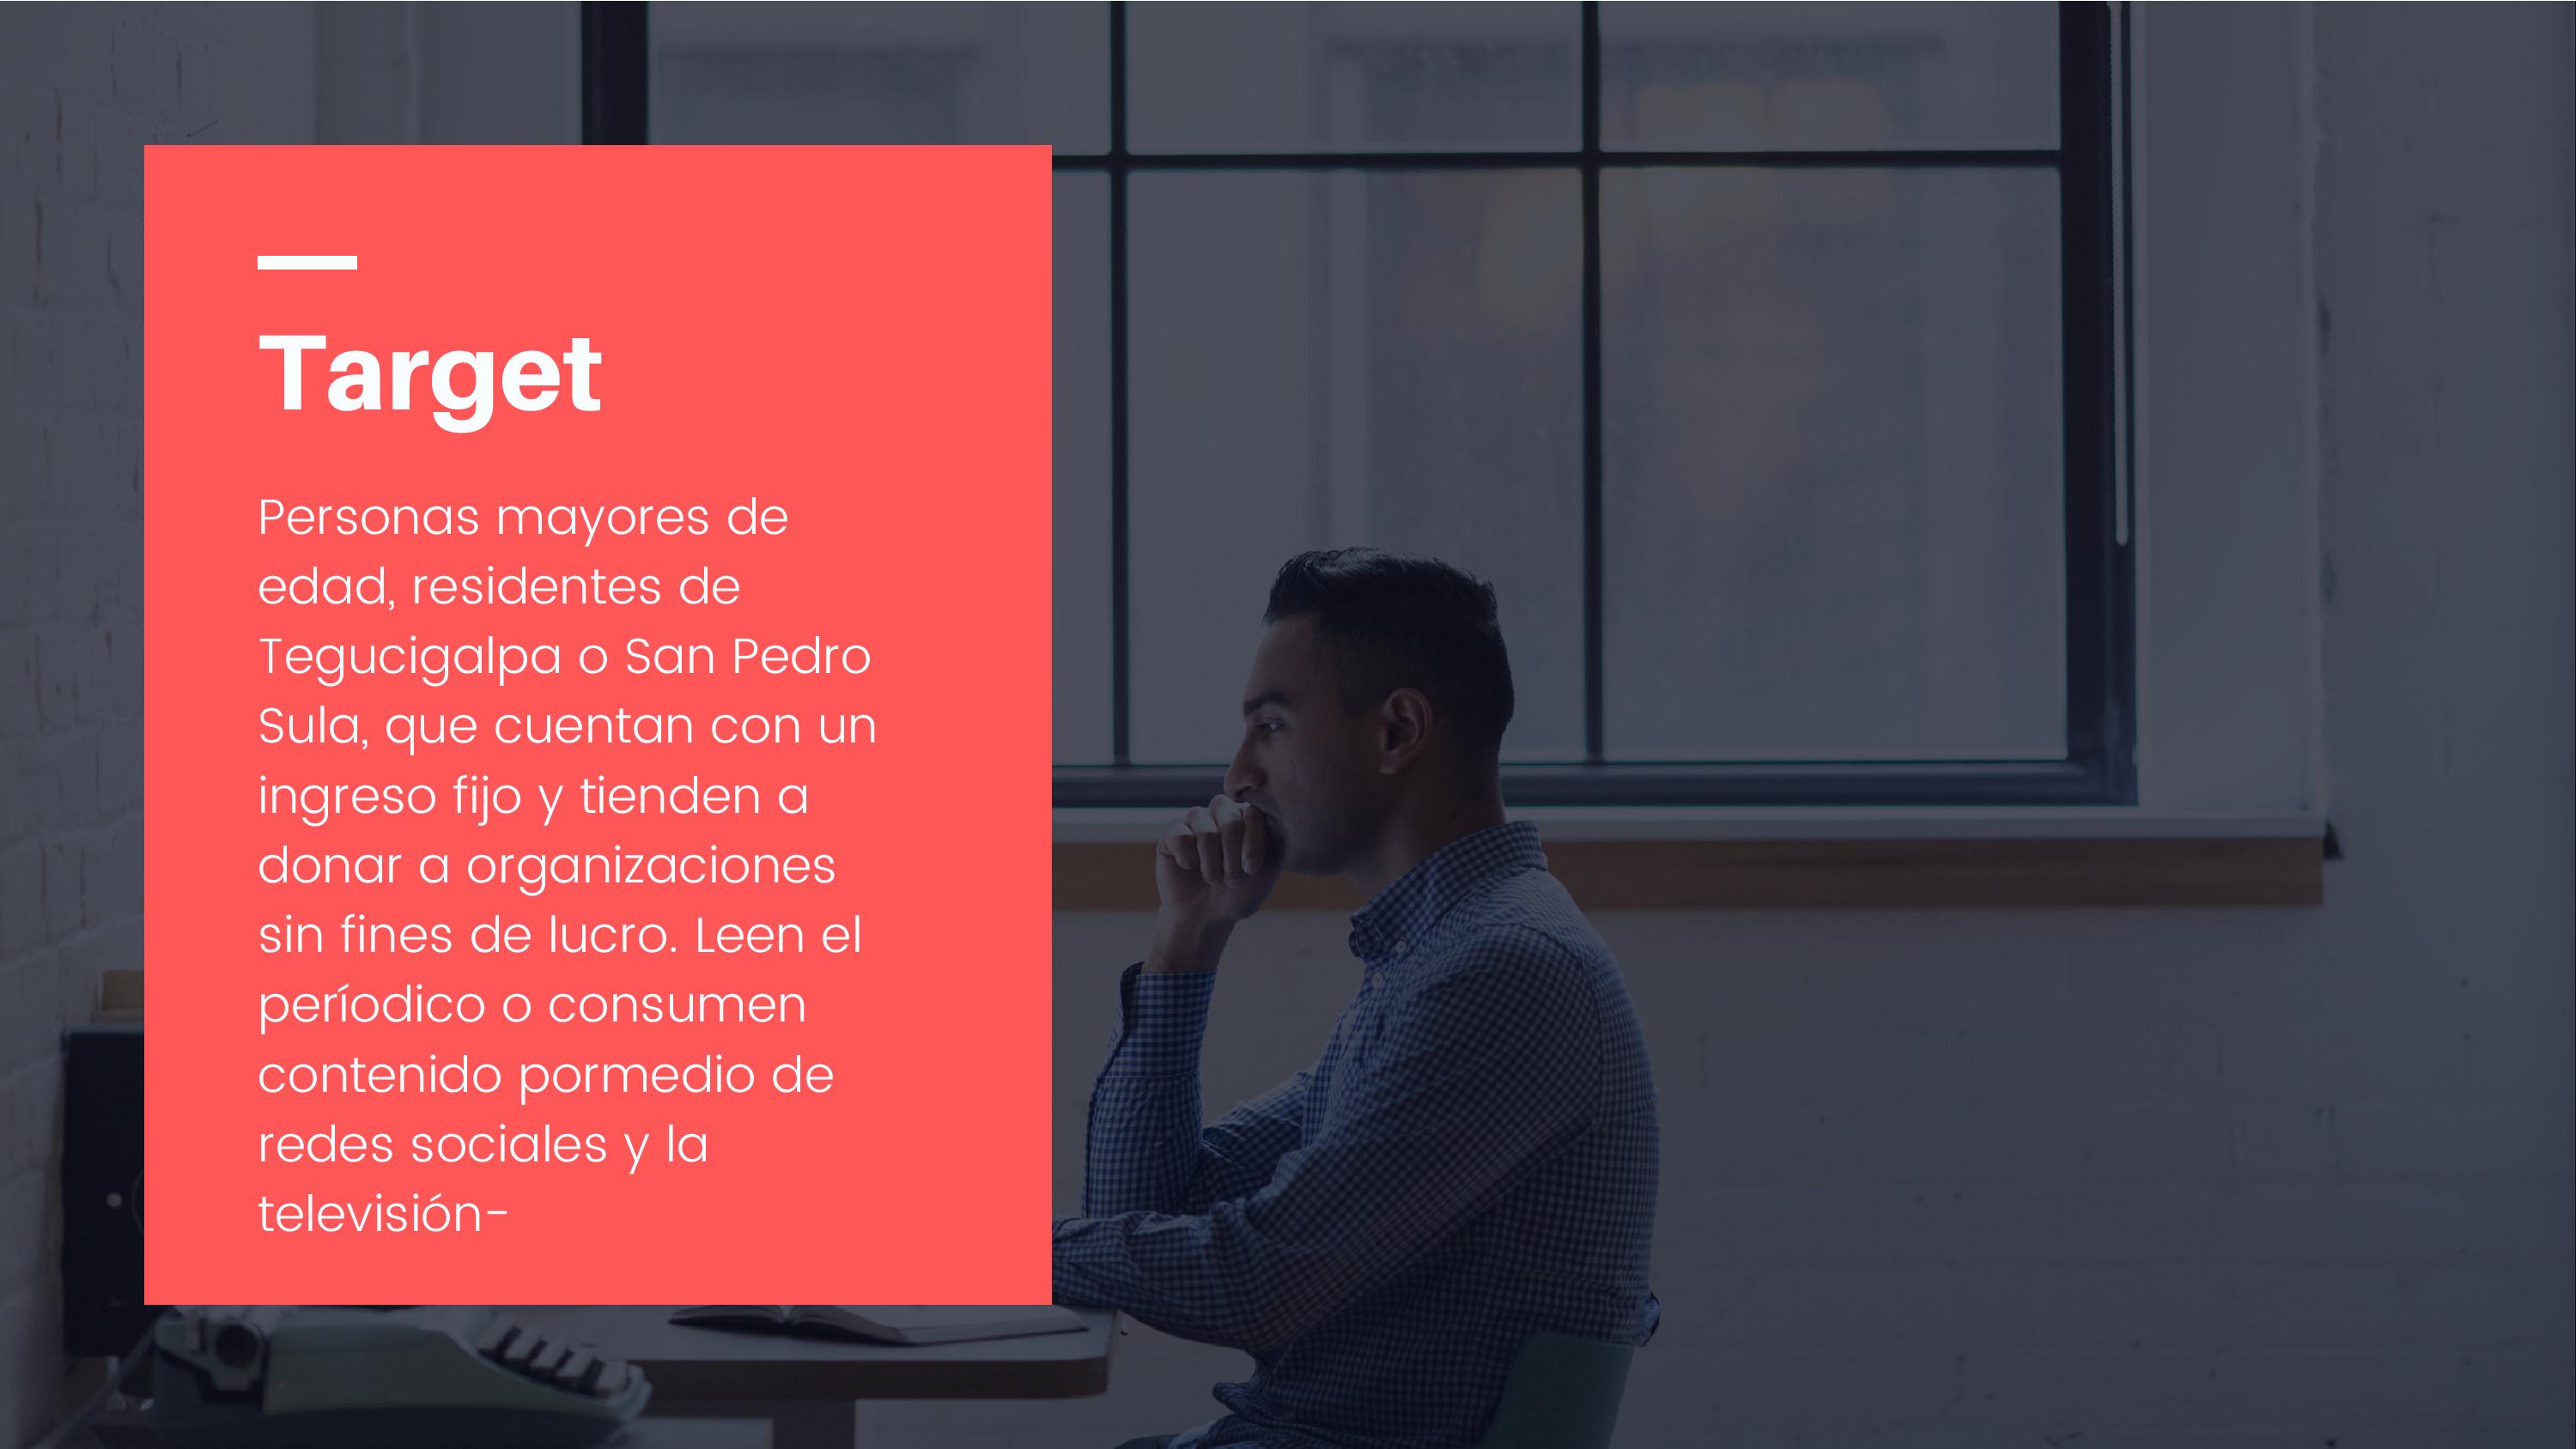 Target
Personas mayores de
edad, residentes de
Tegucigalpa o San Pedro
Sula, que cuentan con un
ingreso fijo y tienden a
donar a organizaciones
sin fines de lucro. Leen el
períodico o consumen
contenido pormedio de
redes sociales y la
televisión-